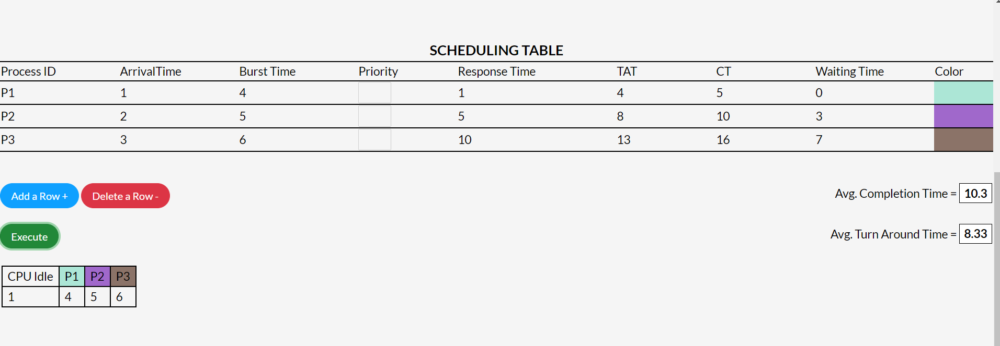 SCHEDULING TABLE
Process ID ArrivalTime Burst Time Priority Response Time TAT CT Waiting Time Color
P1 1 4 1 4 5 0
P2 2 5 5 8 10 3
P3 3 6 10 13 16 7
Add a Row + Delete a Row - Avg. Completion Time = 10.3
Execute Avg. Turn Around Time = 8.33
CPU Idle P1 P2 P3
1 4 5 6